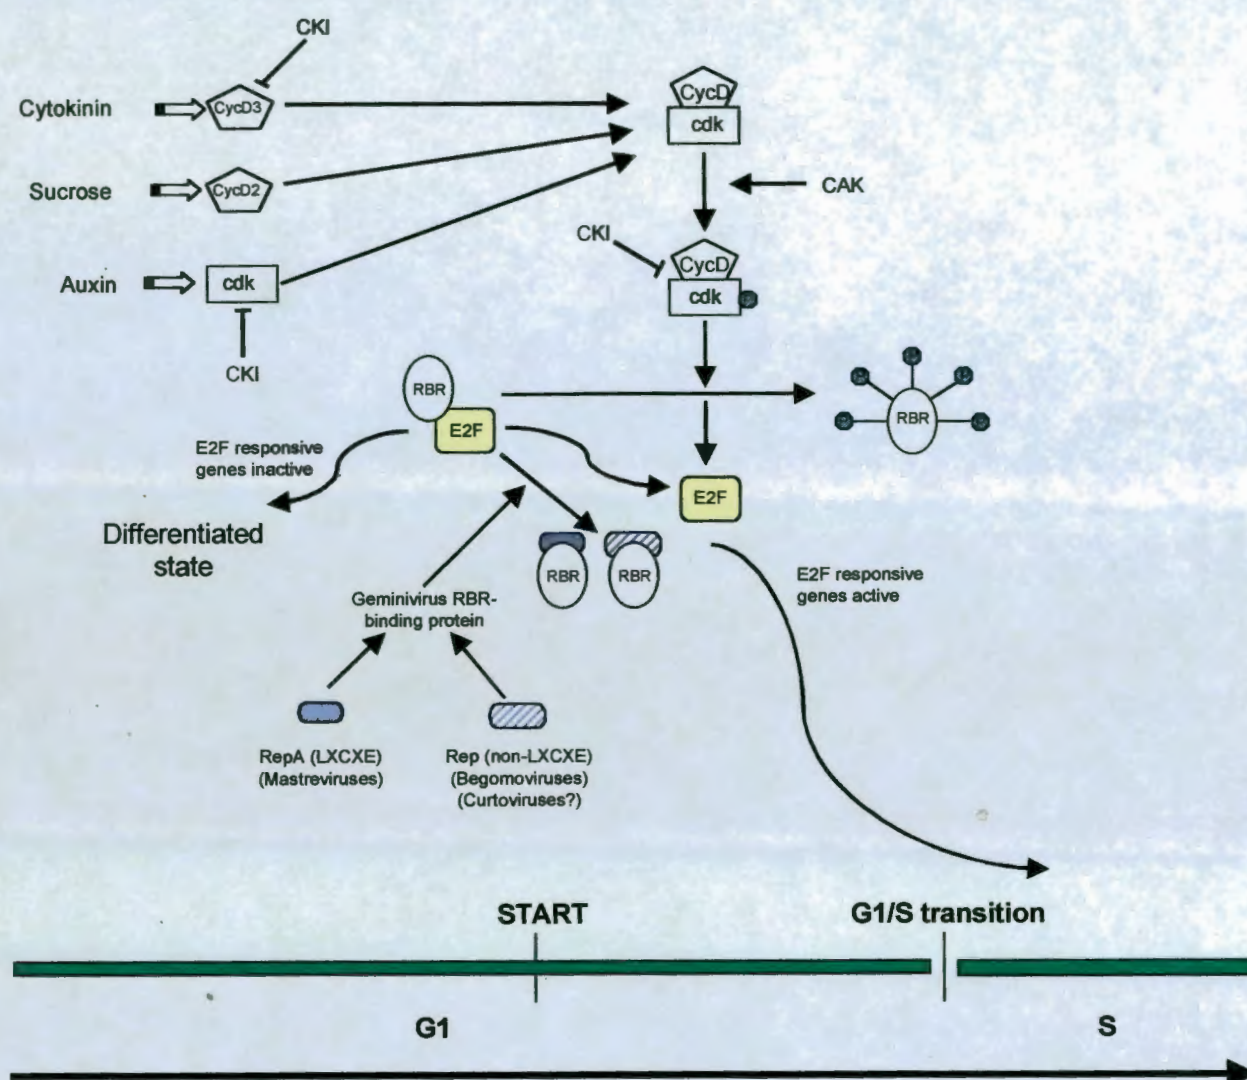 CKI
Cytokinin
CycD3
CycD
cdk
Sucrose
CycD2
CAK
CKI
CycD
cdk
Auxin
cdk
CKI
RBR
E2F
RBR
E2F responsive
genes inactive
E2F
Differentiated
state
RBR
RBR
E2F responsive
genes active
Geminivirus RBR-
binding protein
RepA (LXCXE)
(Mastreviruses)
Rep (non-LXCXE)
(Begomoviruses)
(Curtoviruses?)
START
G1/S transition
G1
S